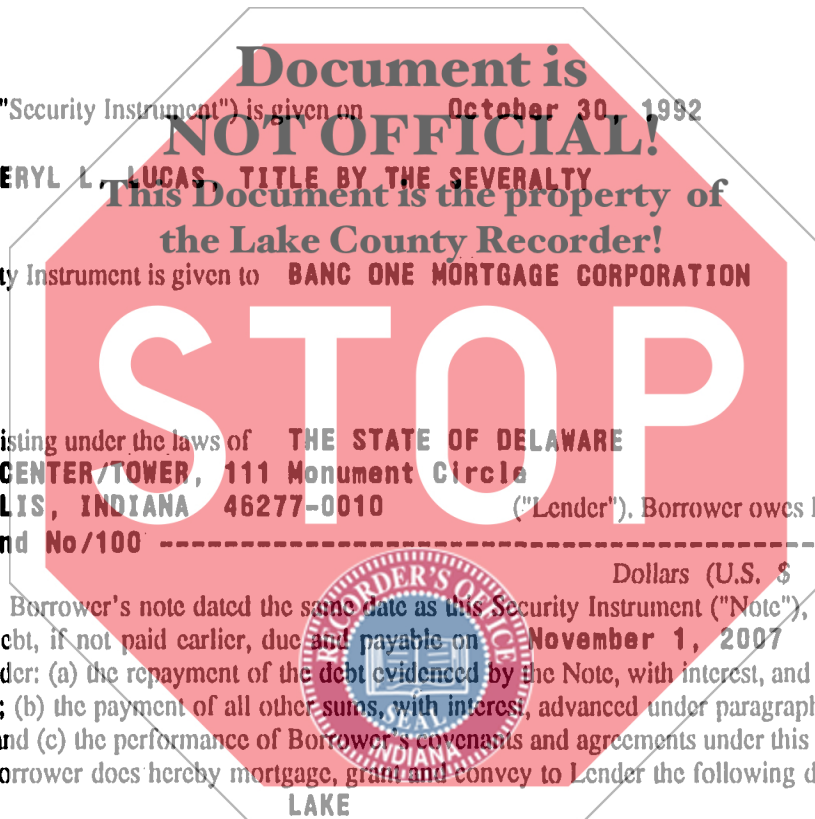 Document is
"Security Instrument") is given on October 30, 1992
NOT OFFICIAL!
ERYL L. LUCAS, TITLE BY THE SEVERALTY
This Document is the property of
the Lake County Recorder!
ty Instrument is given to BANC ONE MORTGAGE CORPORATION
STOP
isting under the laws of THE STATE OF DELAWARE
CENTER/TOWER, 111 Monument Circle
LIS, INDIANA 46277-0010 ("Lender"). Borrower owes
nd No/100 ----------------------------------------
Dollars (U.S. $
Borrower's note dated the same date as this Security Instrument ("Note"),
ebt, if not paid earlier, due and payable on November 1, 2007
der: (a) the repayment of the debt evidenced by the Note, with interest, and
; (b) the payment of all other sums, with interest, advanced under paragraph
nd (c) the performance of Borrower's covenants and agreements under this
orrower does hereby mortgage, grant and convey to Lender the following d
LAKE
RECORDER'S OFFICE
SEAL
INDIANA